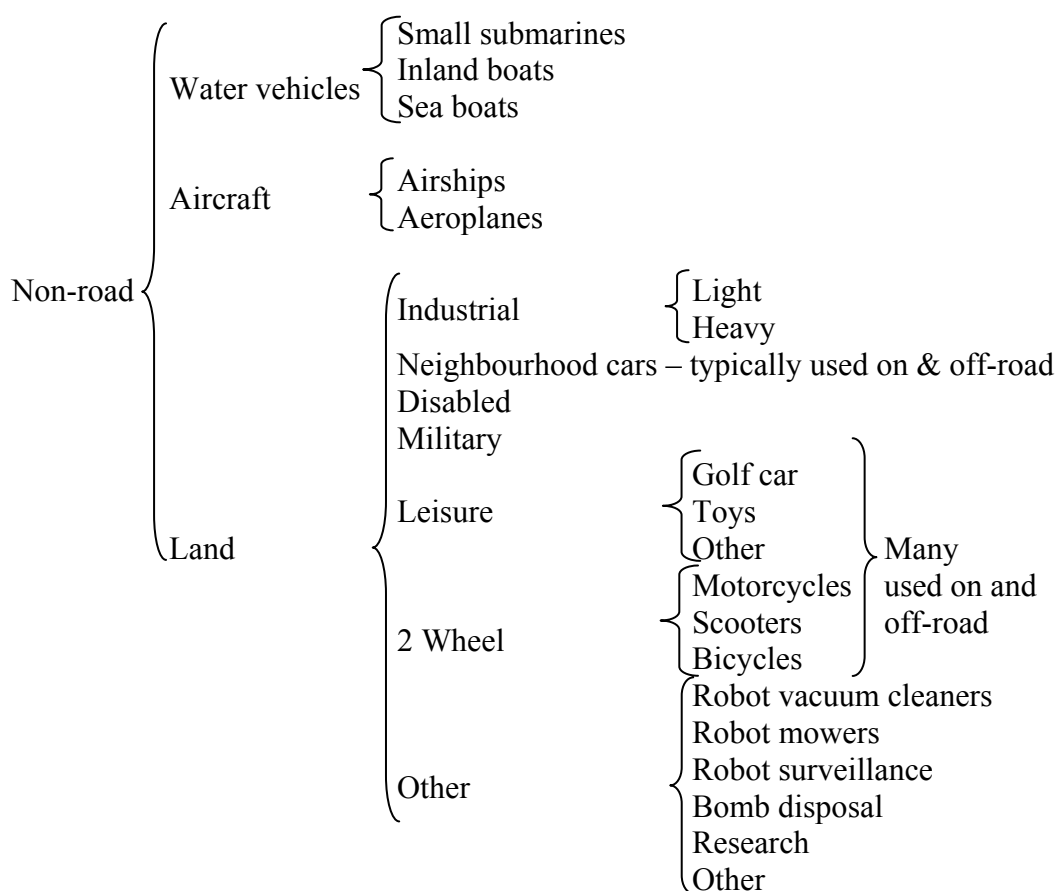 Non-road
Water vehicles
Small submarines
Inland boats
Sea boats
Aircraft
Airships
Aeroplanes
Land
Industrial
Light
Heavy
Neighbourhood cars – typically used on & off-road
Disabled
Military
Leisure
Golf car
Toys
Other
2 Wheel
Motorcycles
Scooters
Bicycles
Many
used on and
off-road
Other
Robot vacuum cleaners
Robot mowers
Robot surveillance
Bomb disposal
Research
Other